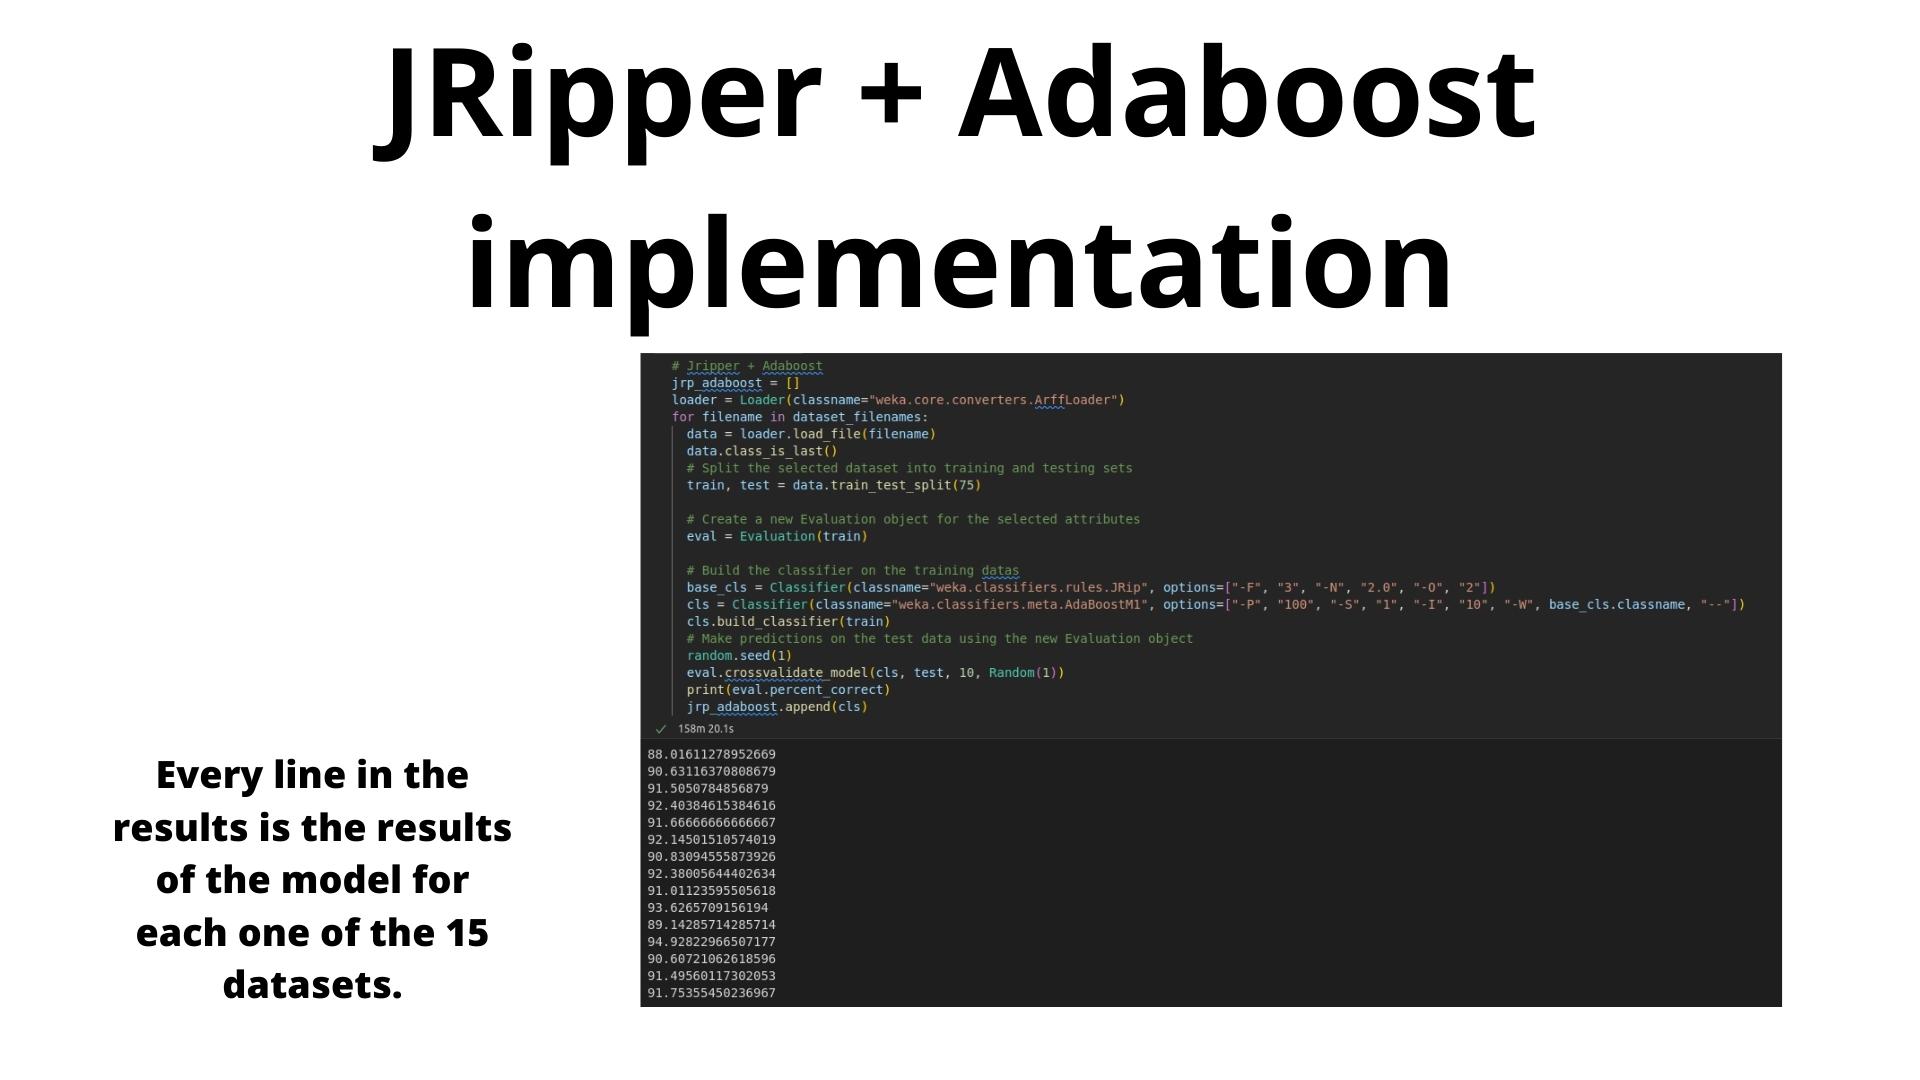 JRipper + Adaboost
implementation
# Jripper + Adaboost
jrp_adaboost = []
loader = Loader(classname="weka.core.converters.ArffLoader")
for filename in dataset_filenames:
data = loader.load_file(filename)
data.class_is_last()
# Split the selected dataset into training and testing sets
train, test = data.train_test_split(75)
# Create a new Evaluation object for the selected attributes
eval = Evaluation(train)
# Build the classifier on the training datas
base_cls = Classifier(classname="weka.classifiers.rules.JRip", options=["-F", "3", "-N", "2.0", "-O", "2"])
cls = Classifier(classname="weka.classifiers.meta.AdaBoostM1", options=["-P", "100", "-S", "1", "-I", "10", "-W", base_cls.classname, "--"])
cls.build_classifier(train)
# Make predictions on the test data using the new Evaluation object
random.seed(1)
eval.crossvalidate_model(cls, test, 10, Random(1))
print(eval.percent_correct)
jrp_adaboost.append(cls)
158m 20.1s
88.01611278952669
90.63116370808679
91.5050784856879
92.40384615384616
91.66666666666667
92.14501510574019
90.83094555873926
92.38005644402634
91.01123595505618
93.6265709156194
89.14285714285714
94.92822966507177
90.60721062618596
91.49560117302053
91.75355450236967
Every line in the
results is the results
of the model for
each one of the 15
datasets.